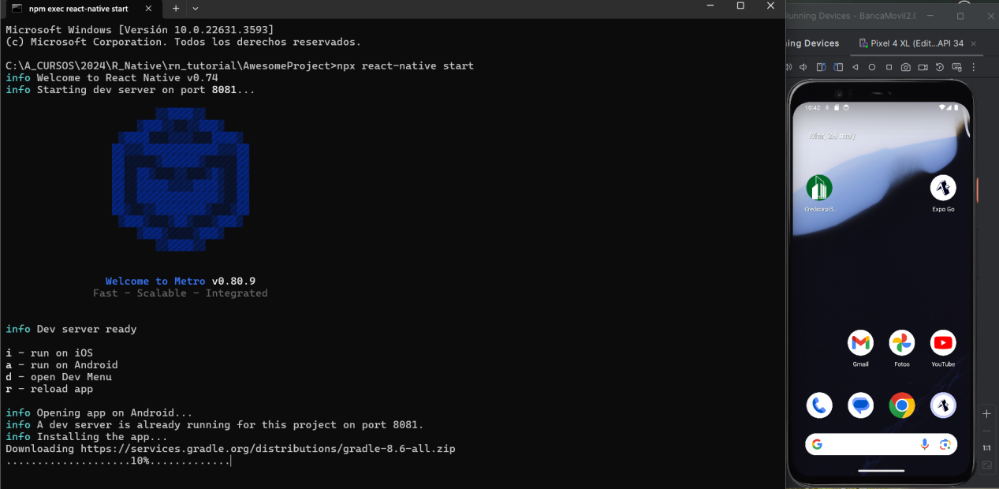 npm exec react-native start
Microsoft Windows [Versión 10.0.22631.3593]
(c) Microsoft Corporation. Todos los derechos reservados.
C:\A_CURSOS\2024\R_Native\rn_tutorial\AwesomeProject>npx react-native start
info Welcome to React Native v0.74
info Starting dev server on port 8081...
Welcome to Metro v0.80.9
Fast - Scalable - Integrated
info Dev server ready
i - run on iOS
a - run on Android
d - open Dev Menu
r - reload app
info Opening app on Android...
info A dev server is already running for this project on port 8081.
info Installing the app...
Downloading https://services.gradle.org/distributions/gradle-8.6-all.zip
....................10%.............
Running Devices - BancaMovil2.0
ing Devices
Pixel 4 XL (Edit...API 34
10:42
Mar, 28 may
Credicorp B...
Expo Go
Gmail
Fotos
YouTube
1:1